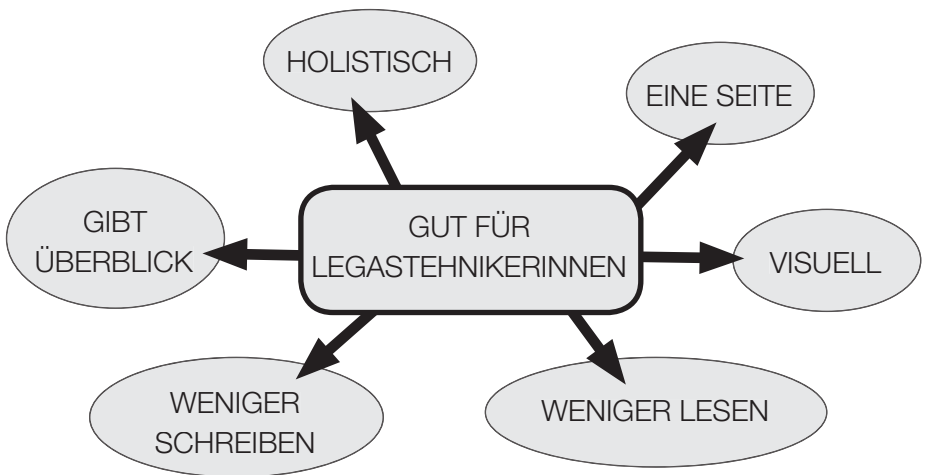 HOLISTISCH
EINE SEITE
GIBT
ÜBERBLICK
GUT FÜR
LEGASTEHNIKERINNEN
VISUELL
WENIGER
SCHREIBEN
WENIGER LESEN